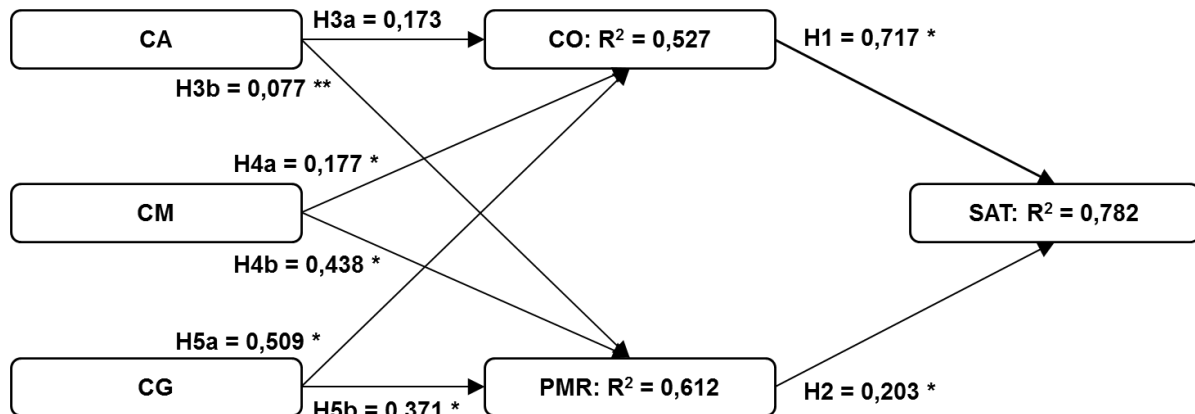 H3a = 0,173
CA
CO: R² = 0,527
H1 = 0,717 *
H3b = 0,077 **
H4a = 0,177 *
CM
SAT: R² = 0,782
H4b = 0,438 *
H5a = 0,509 *
CG
PMR: R² = 0,612
H2 = 0,203 *
H5b = 0,371 *